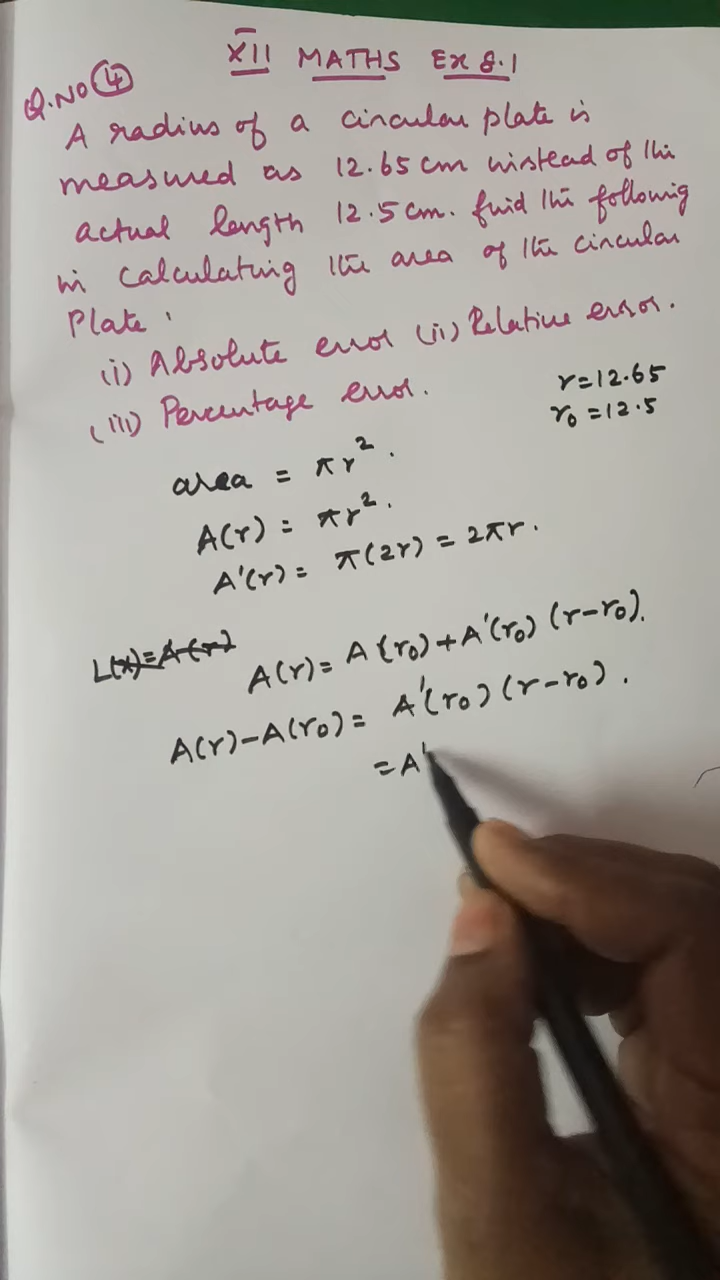 XII MATHS Ex 8.1
Q.NO 4
A radius of a circular plate is
measured as 12.65 cm instead of the
actual length 12.5 cm. find the following
in calculating the area of the circular
Plate:
(i) Absolute error (ii) Relative error.
(iii) Percentage error.
r=12.65
r₀=12.5
area = πr².
A(r) = πr².
A'(r) = π(2r) = 2πr.
L(x)=A(r)
A(r) = A(r₀)+A'(r₀) (r-r₀).
A(r)-A(r₀) = A'(r₀) (r-r₀).
= A'